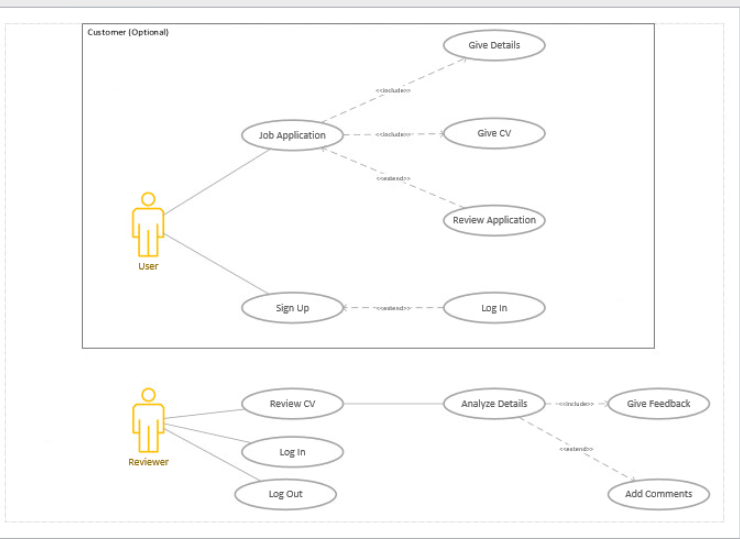 Customer (Optional)
Give Details
<<include>>
Job Application
<<include>>
Give CV
<<extend>>
Review Application
User
Sign Up
<<extend>>
Log In
Review CV
Analyze Details
<<include>>
Give Feedback
Log In
<<extend>>
Reviewer
Log Out
Add Comments